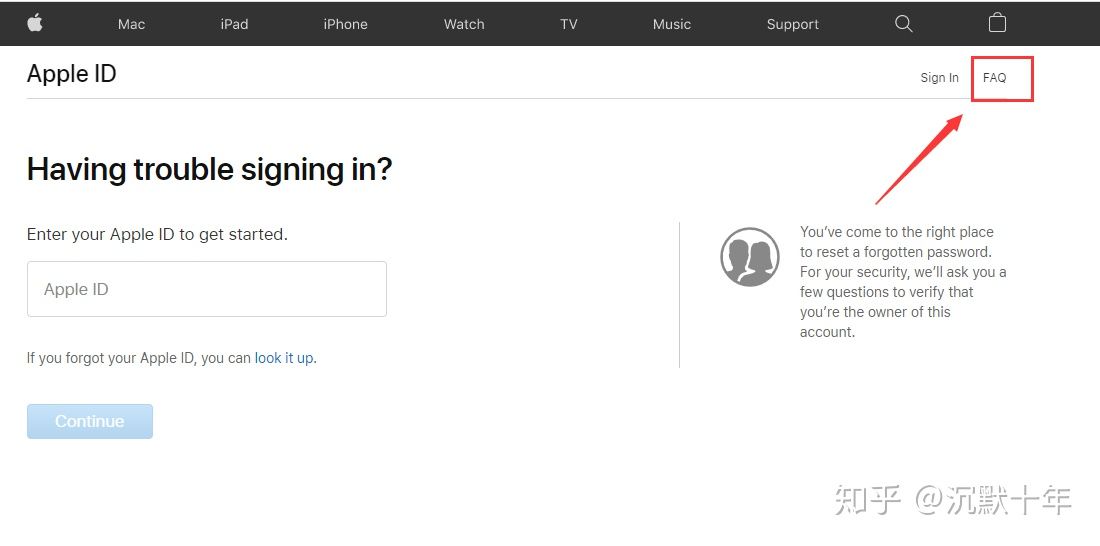 Mac iPad iPhone Watch TV Music Support
Apple ID
Sign In FAQ
Having trouble signing in?
Enter your Apple ID to get started.
Apple ID
If you forgot your Apple ID, you can look it up.
Continue
You’ve come to the right place
to reset a forgotten password.
For your security, we’ll ask you a
few questions to verify that
you’re the owner of this
account.
知乎 @沉默十年